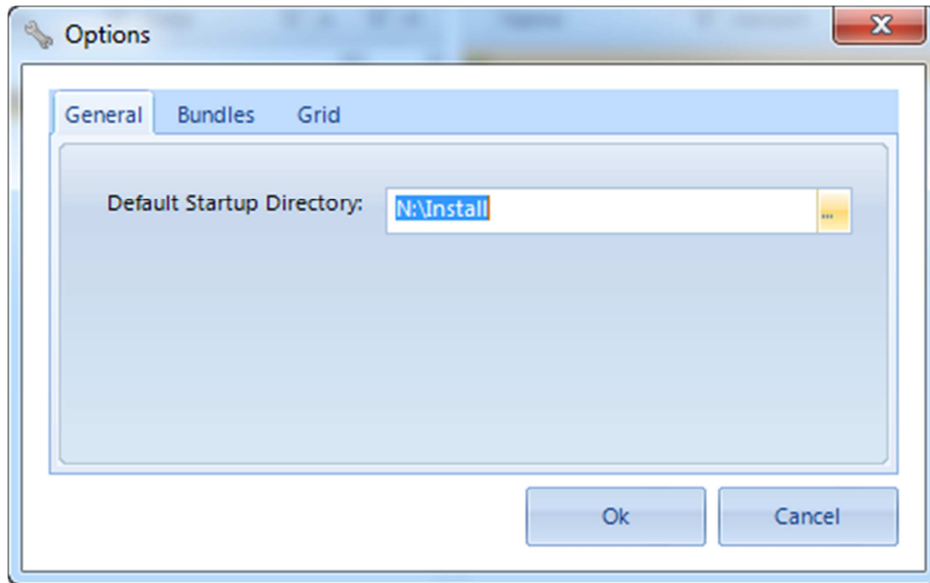 Options
General Bundles Grid
Default Startup Directory: N:\Install ...
Ok Cancel